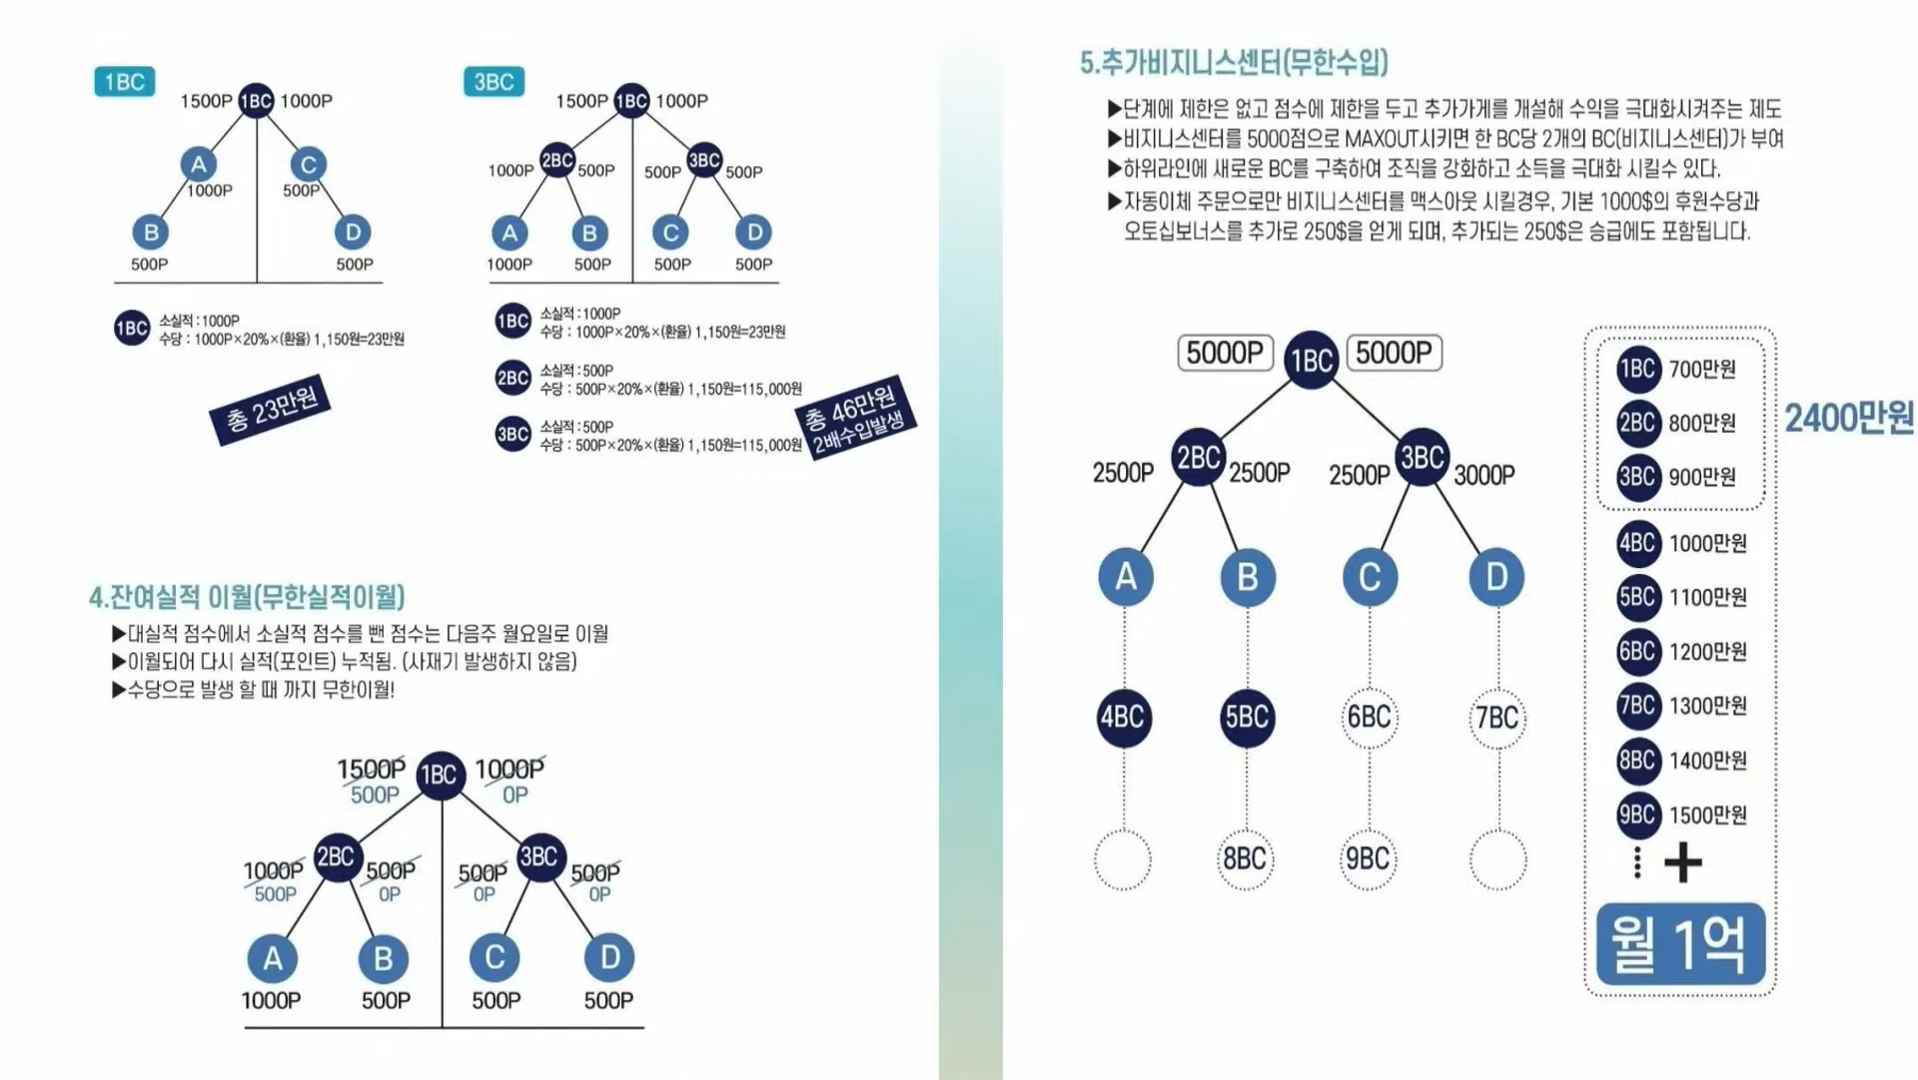 1BC
1500P 1BC 1000P
A
1000P
C
500P
B
500P
D
500P
1BC
소실적 : 1000P
수당 : 1000P×20%×(환율) 1,150원=23만원
총 23만원
3BC
1500P 1BC 1000P
1000P 2BC 500P
500P 3BC 500P
A B C D
1000P 500P 500P 500P
1BC
소실적 : 1000P
수당 : 1000P×20%×(환율) 1,150원=23만원
2BC
소실적 : 500P
수당 : 500P×20%×(환율) 1,150원=115,000원
3BC
소실적 : 500P
수당 : 500P×20%×(환율) 1,150원=115,000원
총 46만원
2배수입발생
4.잔여실적 이월(무한실적이월)
▶대실적 점수에서 소실적 점수를 뺀 점수는 다음주 월요일로 이월
▶이월되어 다시 실적(포인트) 누적됨. (사재기 발생하지 않음)
▶수당으로 발생 할 때 까지 무한이월!
1500P 1BC 1000P
500P 0P
1000P 2BC 500P 500P 3BC 500P
500P 0P 0P 0P
A B C D
1000P 500P 500P 500P
5.추가비지니스센터(무한수입)
▶단계에 제한은 없고 점수에 제한을 두고 추가가게를 개설해 수익을 극대화시켜주는 제도
▶비지니스센터를 5000점으로 MAXOUT시키면 한 BC당 2개의 BC(비지니스센터)가 부여
▶하위라인에 새로운 BC를 구축하여 조직을 강화하고 소득을 극대화 시킬수 있다.
▶자동이체 주문으로만 비지니스센터를 맥스아웃 시킬경우, 기본 1000$의 후원수당과
오토십보너스를 추가로 250$을 얻게 되며, 추가되는 250$은 승급에도 포함됩니다.
5000P 1BC 5000P
2500P 2BC 2500P 2500P 3BC 3000P
A B C D
4BC 5BC 6BC 7BC
8BC 9BC
1BC 700만원
2BC 800만원
3BC 900만원
2400만원
4BC 1000만원
5BC 1100만원
6BC 1200만원
7BC 1300만원
8BC 1400만원
9BC 1500만원
+
월 1억